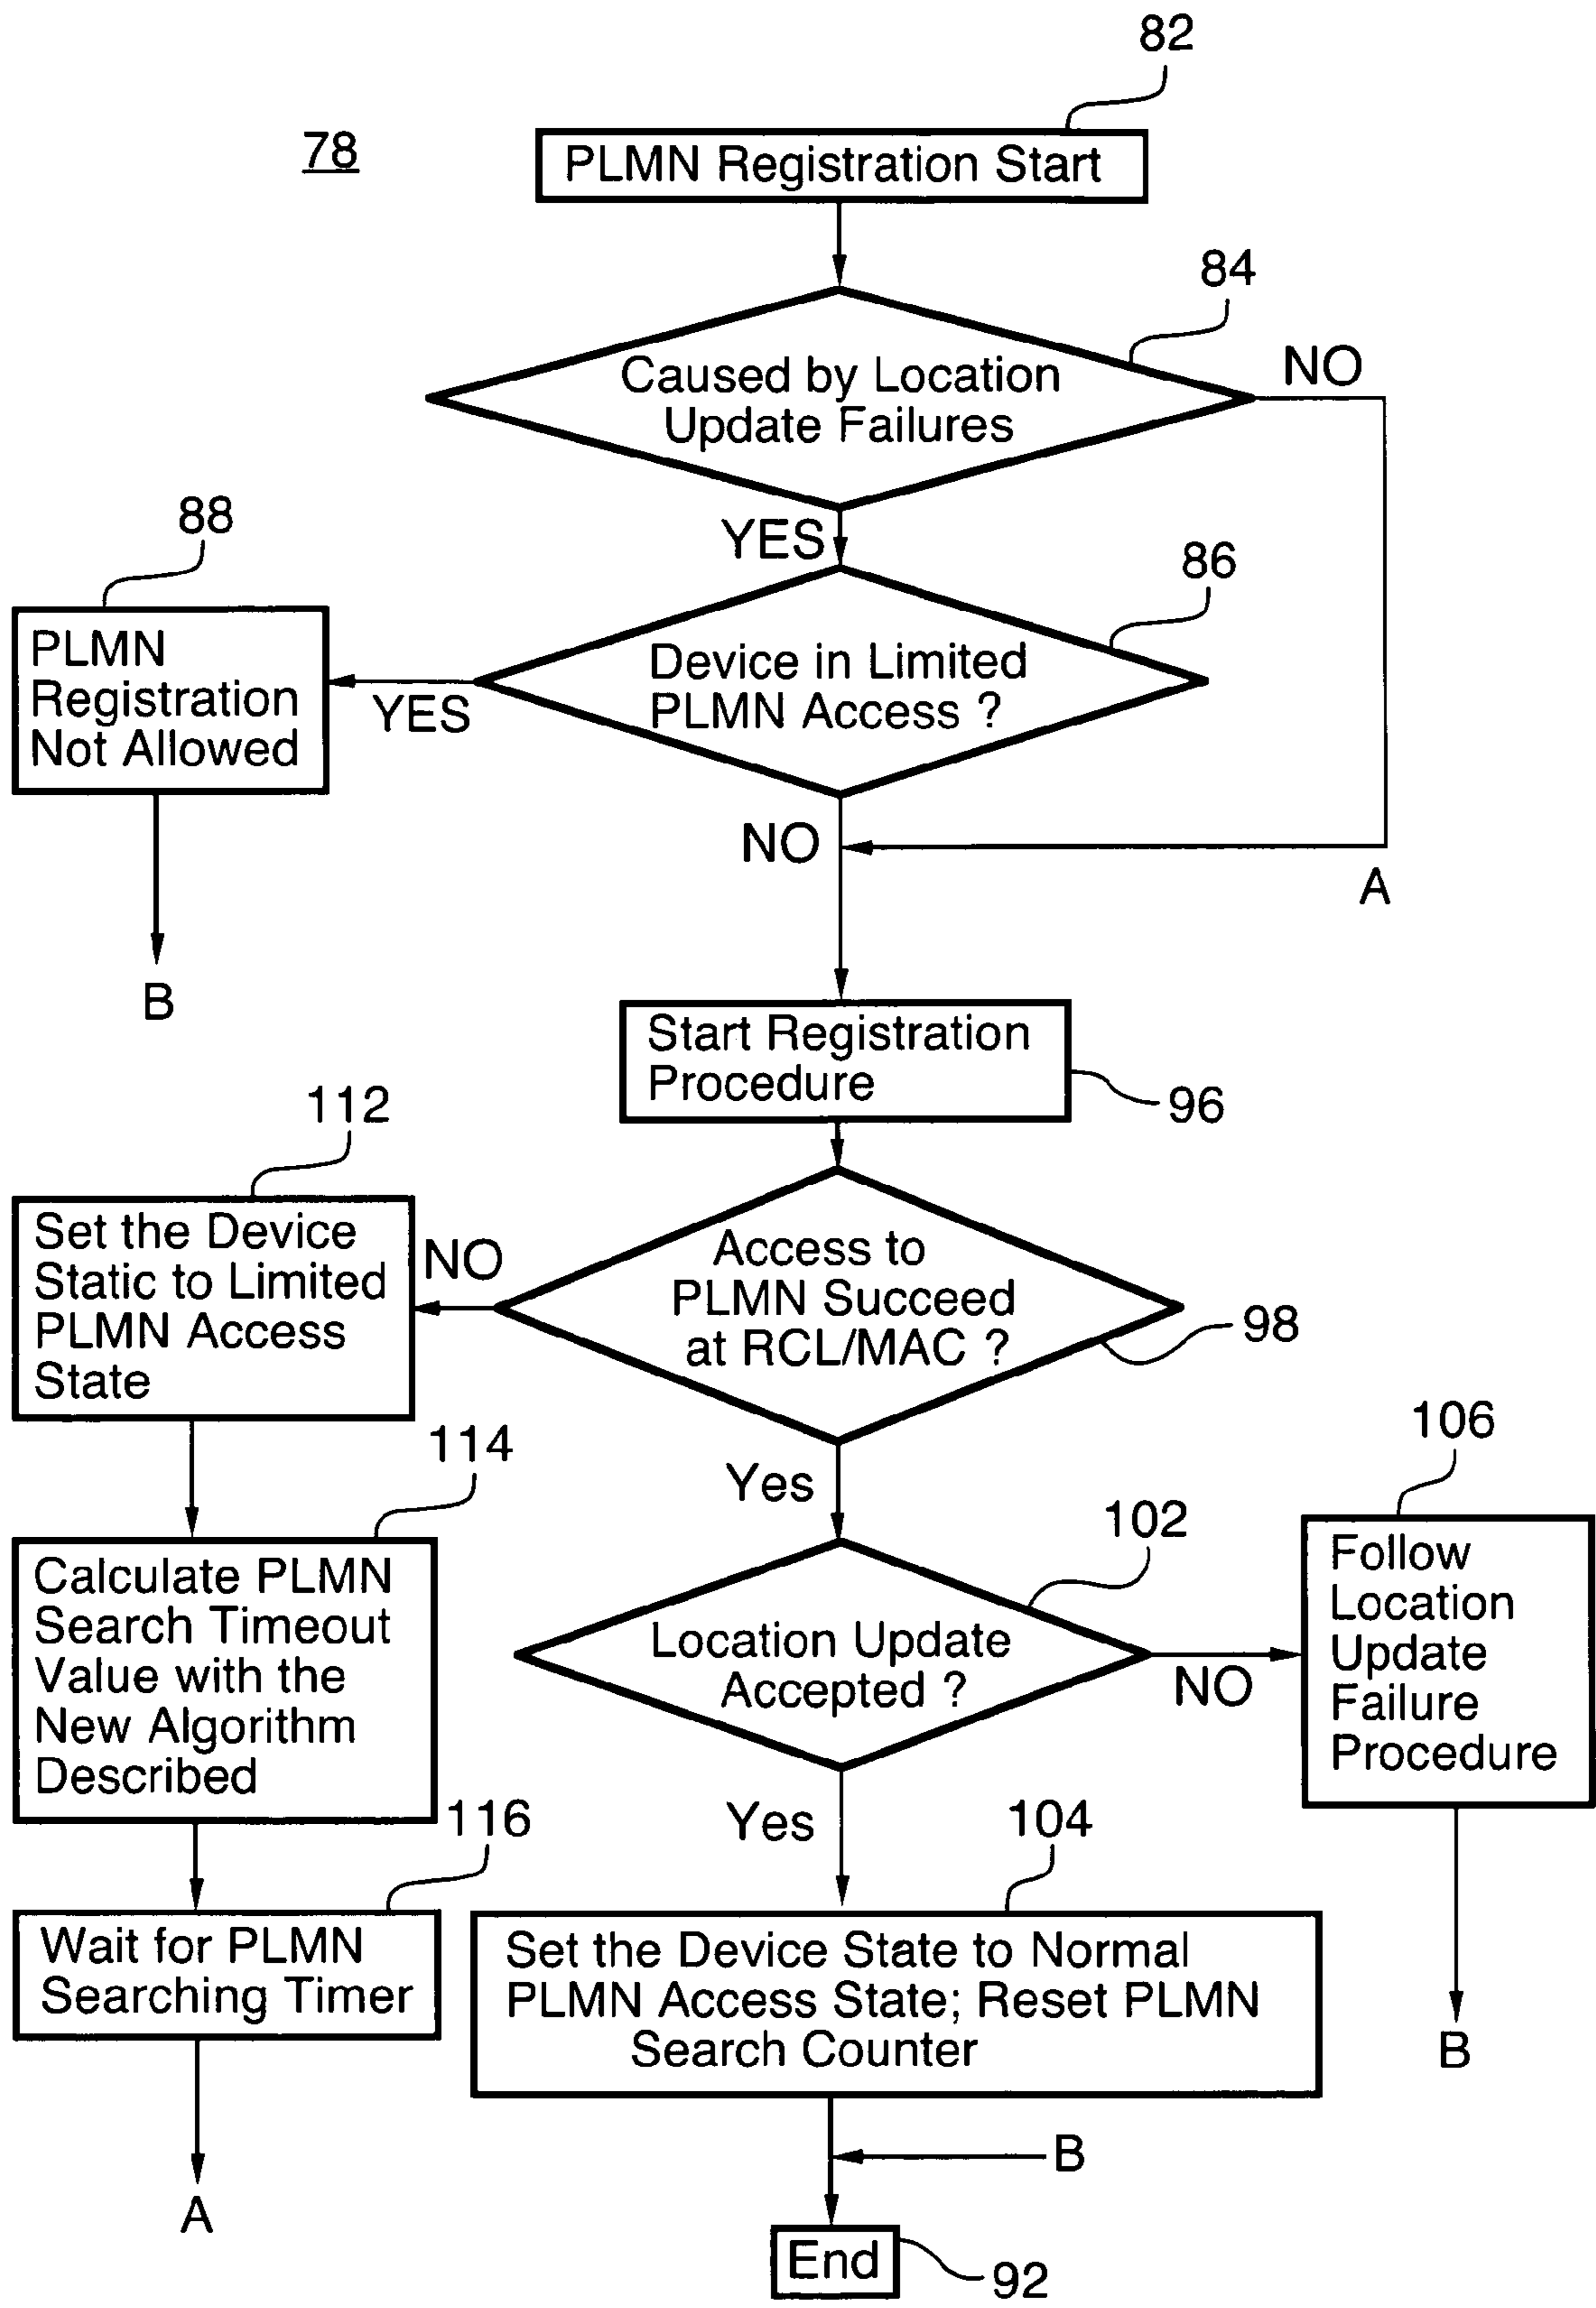 82
78
PLMN Registration Start
84
Caused by Location
Update Failures
NO
YES
88
86
PLMN
Registration
Not Allowed
YES
Device in Limited
PLMN Access ?
NO
A
B
Start Registration
Procedure
96
112
Set the Device
Static to Limited
PLMN Access
State
NO
Access to
PLMN Succeed
at RCL/MAC ?
98
Yes
106
114
Calculate PLMN
Search Timeout
Value with the
New Algorithm
Described
102
Location Update
Accepted ?
NO
Follow
Location
Update
Failure
Procedure
Yes
116
104
Wait for PLMN
Searching Timer
Set the Device State to Normal
PLMN Access State; Reset PLMN
Search Counter
B
B
A
End
92